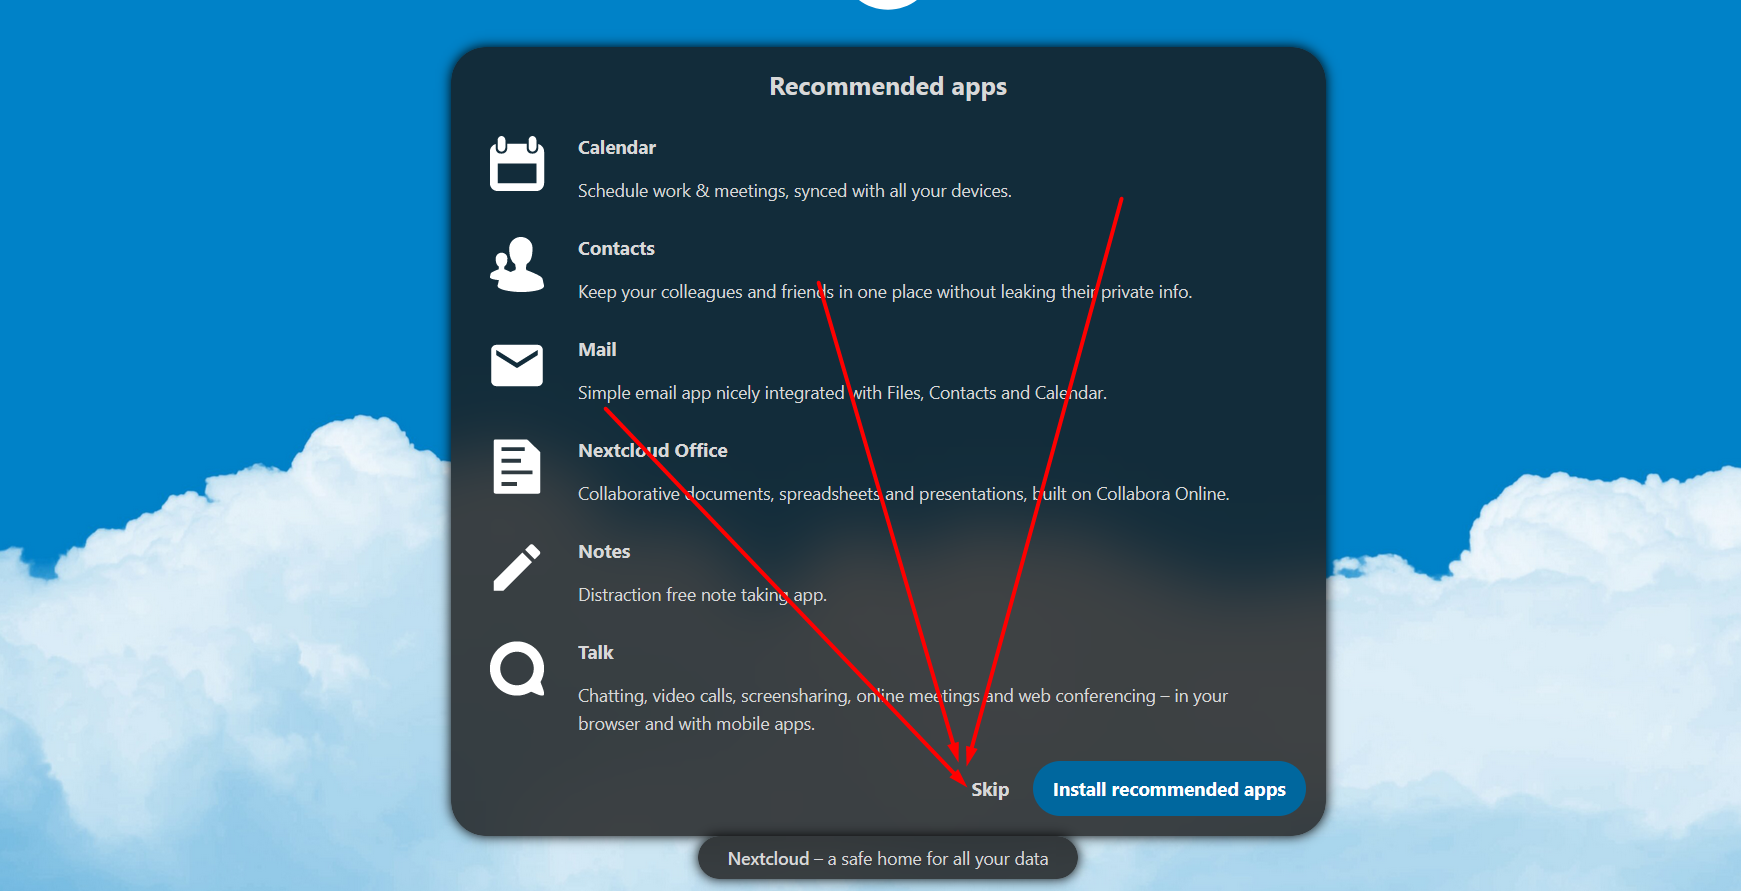 Recommended apps
Calendar
Schedule work & meetings, synced with all your devices.
Contacts
Keep your colleagues and friends in one place without leaking their private info.
Mail
Simple email app nicely integrated with Files, Contacts and Calendar.
Nextcloud Office
Collaborative documents, spreadsheets and presentations, built on Collabora Online.
Notes
Distraction free note taking app.
Talk
Chatting, video calls, screensharing, online meetings and web conferencing – in your
browser and with mobile apps.
Skip
Install recommended apps
Nextcloud – a safe home for all your data